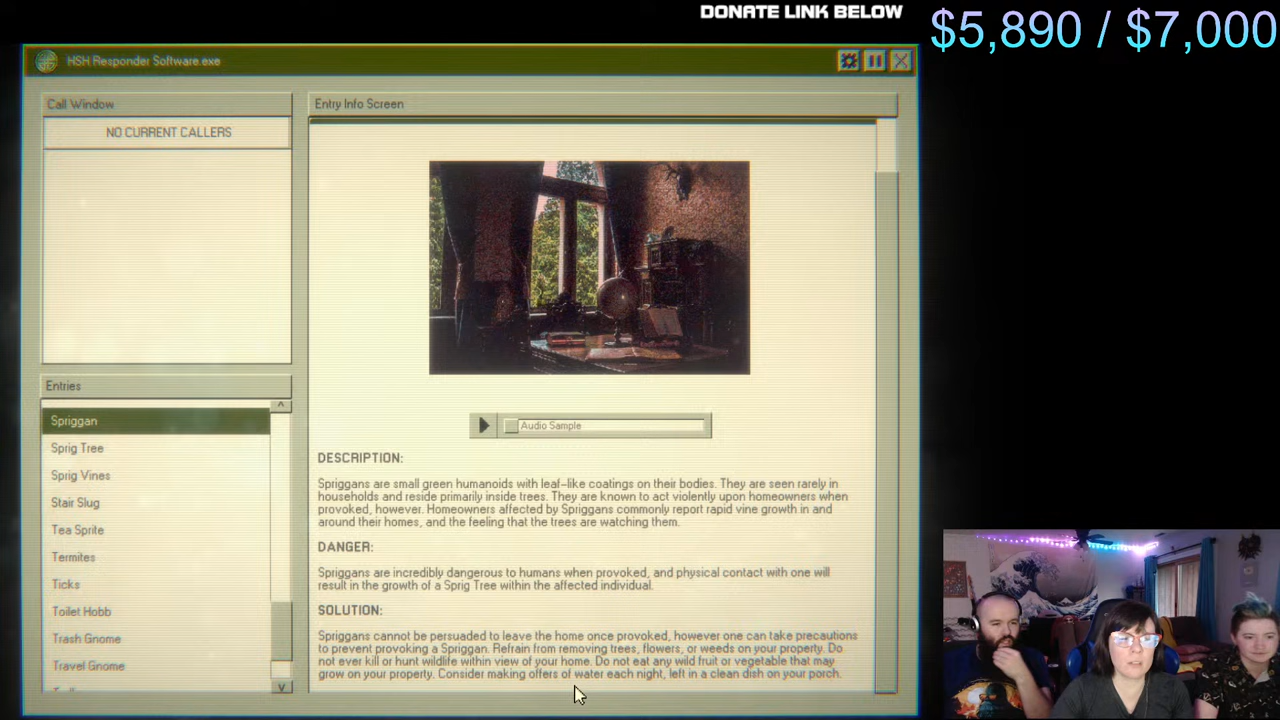 DONATE LINK BELOW
$5,890 / $7,000
HSH Responder Software.exe
Call Window
NO CURRENT CALLERS
Entries
Spriggan
Sprig Tree
Sprig Vines
Stair Slug
Tea Sprite
Termites
Ticks
Toilet Hobb
Trash Gnome
Travel Gnome
Entry Info Screen
Audio Sample
DESCRIPTION:
Spriggans are small green humanoids with leaf-like coatings on their bodies. They are seen rarely in
households and reside primarily inside trees. They are known to act violently upon homeowners when
provoked, however. Homeowners affected by Spriggans commonly report rapid vine growth in and
around their homes, and the feeling that the trees are watching them.
DANGER:
Spriggans are incredibly dangerous to humans when provoked, and physical contact with one will
result in the growth of a Sprig Tree within the affected individual.
SOLUTION:
Spriggans cannot be persuaded to leave the home once provoked, however one can take precautions
to prevent provoking a Spriggan. Refrain from removing trees, flowers, or weeds on your property. Do
not ever kill or hunt wildlife within view of your home. Do not eat any wild fruit or vegetable that may
grow on your property. Consider making offers of water each night, left in a clean dish on your porch.